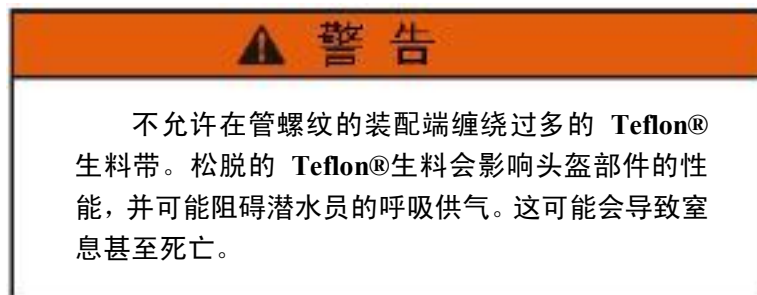 警 告
不允许在管螺纹的装配端缠绕过多的 Teflon®
生料带。松脱的 Teflon®生料会影响头盔部件的性
能，并可能阻碍潜水员的呼吸供气。这可能会导致窒
息甚至死亡。